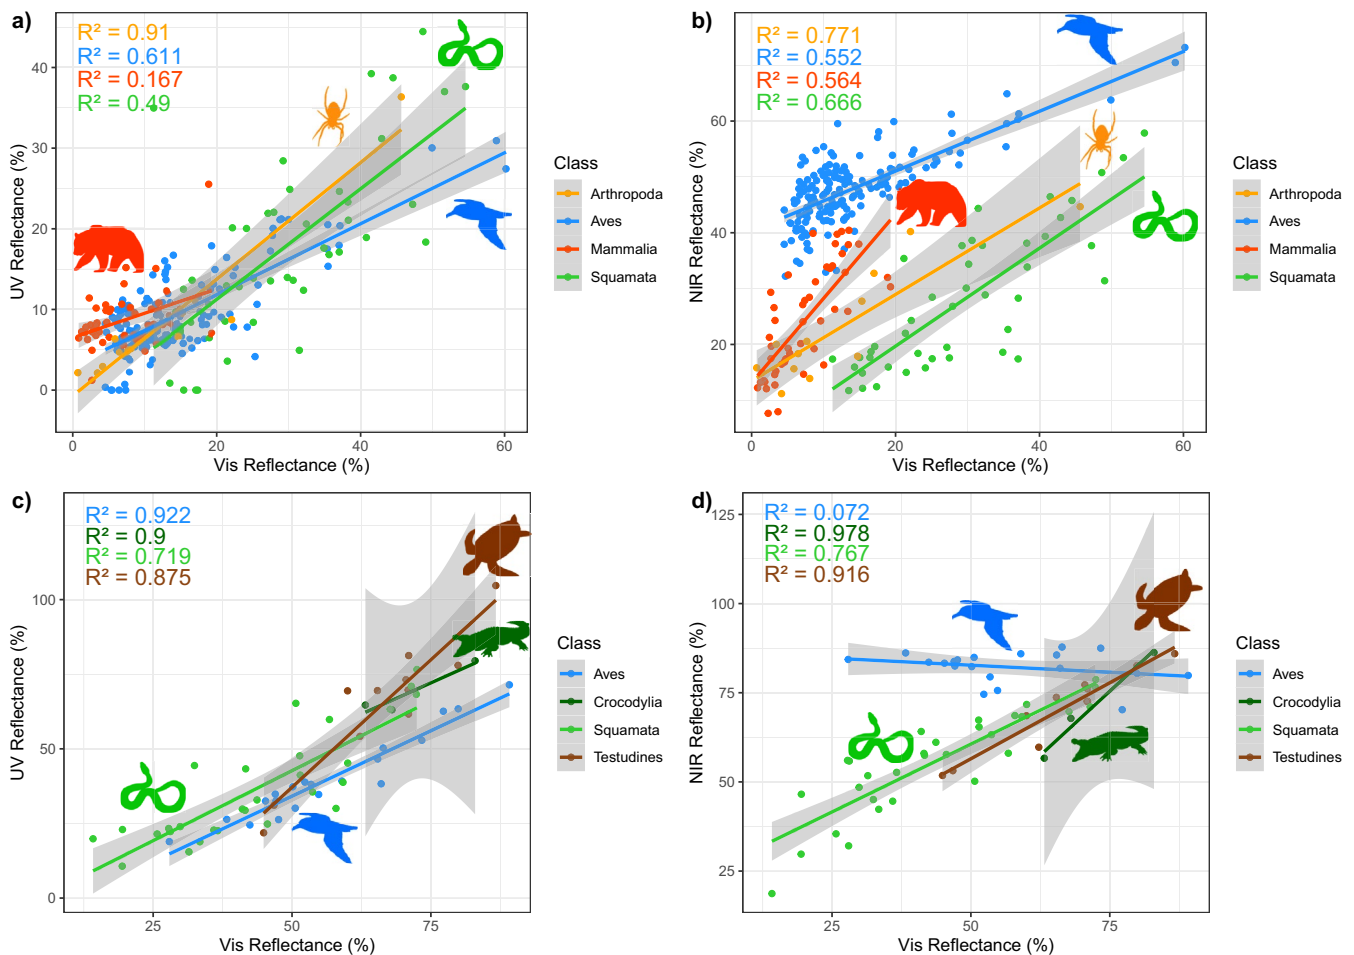 a)
R² = 0.91
R² = 0.611
R² = 0.167
R² = 0.49
UV Reflectance (%)
40
30
20
10
0
0 20 40 60
Vis Reflectance (%)
Class
Arthropoda
Aves
Mammalia
Squamata
b)
R² = 0.771
R² = 0.552
R² = 0.564
R² = 0.666
NIR Reflectance (%)
60
40
20
0 20 40 60
Vis Reflectance (%)
Class
Arthropoda
Aves
Mammalia
Squamata
c)
R² = 0.922
R² = 0.9
R² = 0.719
R² = 0.875
UV Reflectance (%)
100
50
0
25 50 75
Vis Reflectance (%)
Class
Aves
Crocodylia
Squamata
Testudines
d)
R² = 0.072
R² = 0.978
R² = 0.767
R² = 0.916
NIR Reflectance (%)
125
100
75
50
25
25 50 75
Vis Reflectance (%)
Class
Aves
Crocodylia
Squamata
Testudines